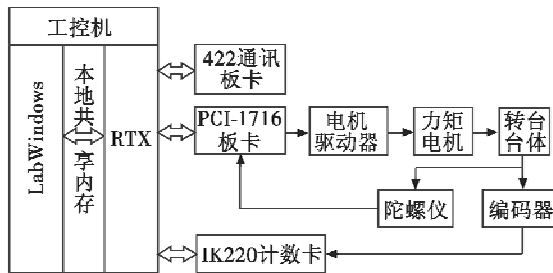 工控机
LabWindows
本地共
享内存
RTX
422通讯
板卡
PCI-1716
板卡
电机
驱动器
力矩
电机
转台
台体
陀螺仪
编码器
IK220计数卡